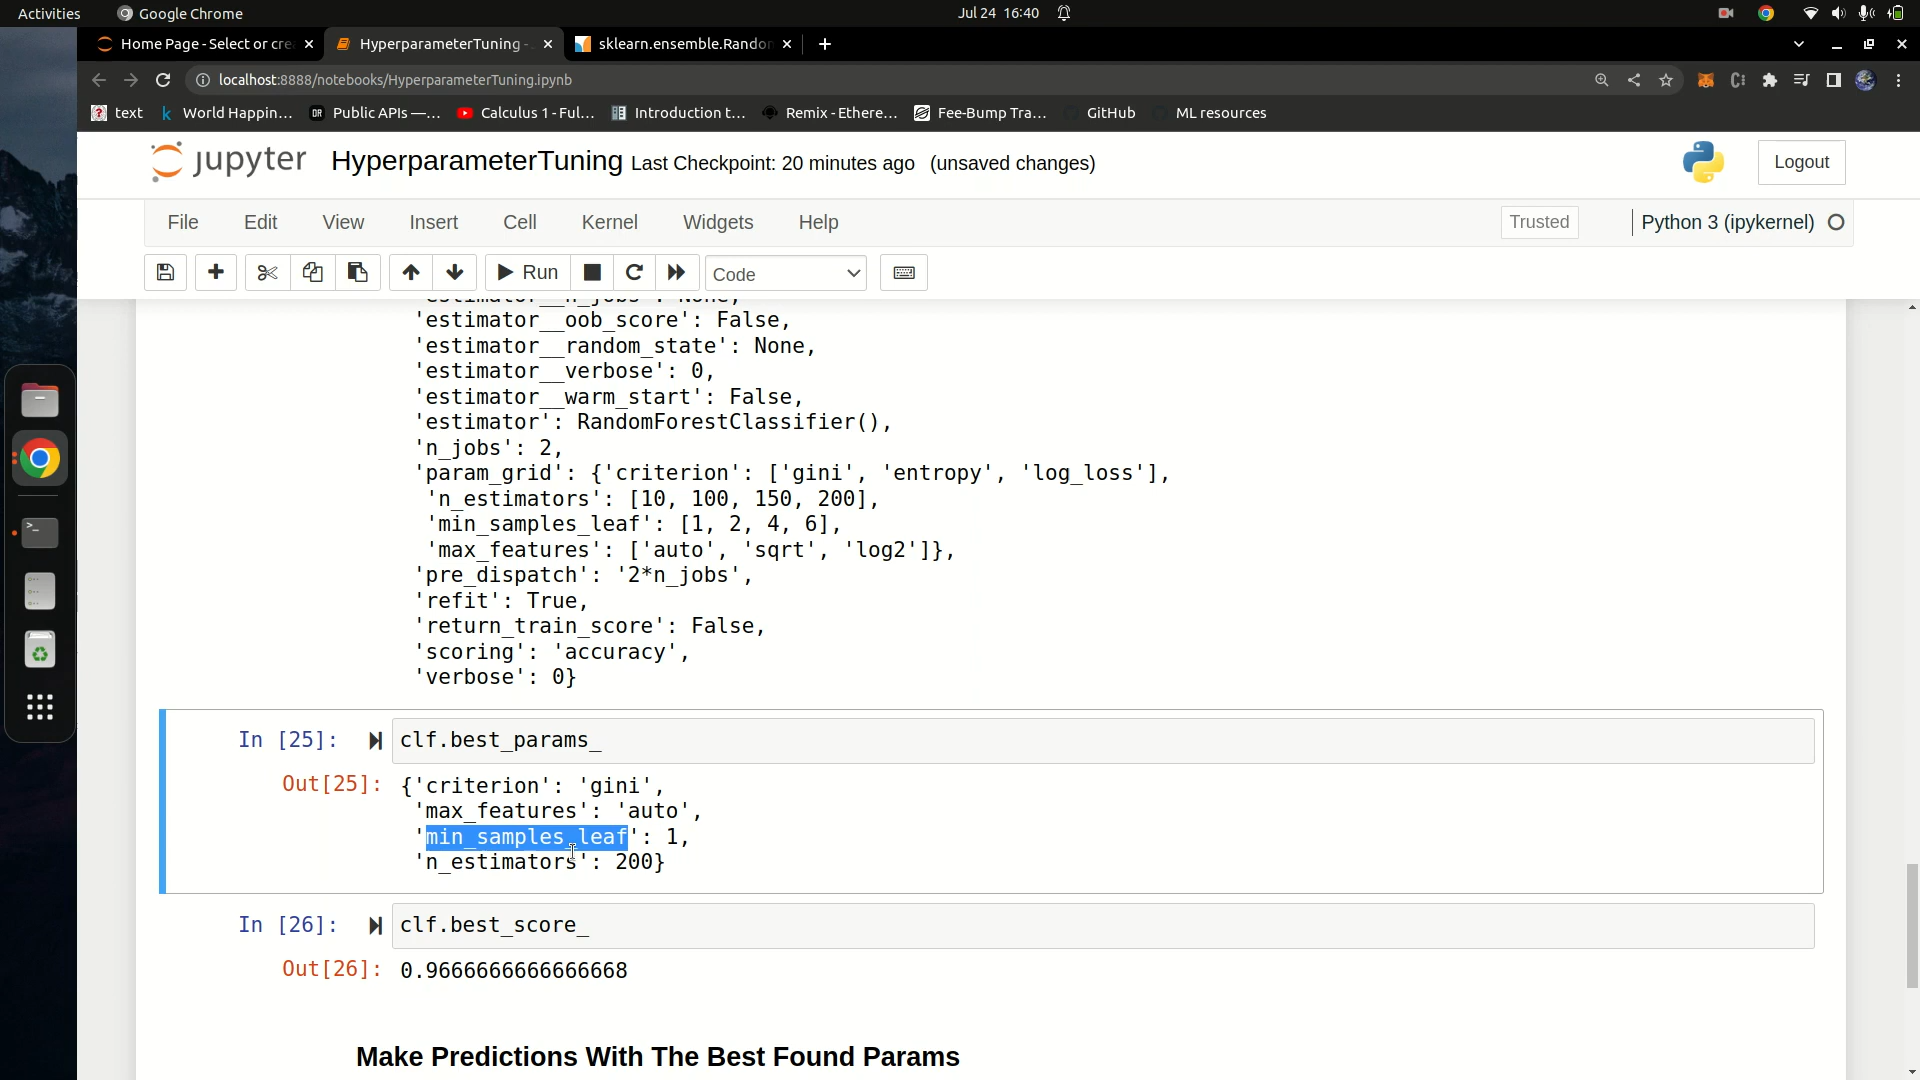 Activities
Google Chrome
Jul 24 16:40
Home Page - Select or cre
HyperparameterTuning -
sklearn.ensemble.Randor
localhost:8888/notebooks/HyperparameterTuning.ipynb
text
World Happin...
Public APIs —...
Calculus 1 - Ful...
Introduction t...
Remix - Ethere...
Fee-Bump Tra...
GitHub
ML resources
jupyter
HyperparameterTuning Last Checkpoint: 20 minutes ago (unsaved changes)
Logout
File Edit View Insert Cell Kernel Widgets Help
Trusted
Python 3 (ipykernel)
Run
Code
'estimator__n_jobs': None,
'estimator__oob_score': False,
'estimator__random_state': None,
'estimator__verbose': 0,
'estimator__warm_start': False,
'estimator': RandomForestClassifier(),
'n_jobs': 2,
'param_grid': {'criterion': ['gini', 'entropy', 'log_loss'],
'n_estimators': [10, 100, 150, 200],
'min_samples_leaf': [1, 2, 4, 6],
'max_features': ['auto', 'sqrt', 'log2']},
'pre_dispatch': '2*n_jobs',
'refit': True,
'return_train_score': False,
'scoring': 'accuracy',
'verbose': 0}
In [25]: clf.best_params_
Out[25]: {'criterion': 'gini',
'max_features': 'auto',
'min_samples_leaf': 1,
'n_estimators': 200}
In [26]: clf.best_score_
Out[26]: 0.9666666666666668
Make Predictions With The Best Found Params